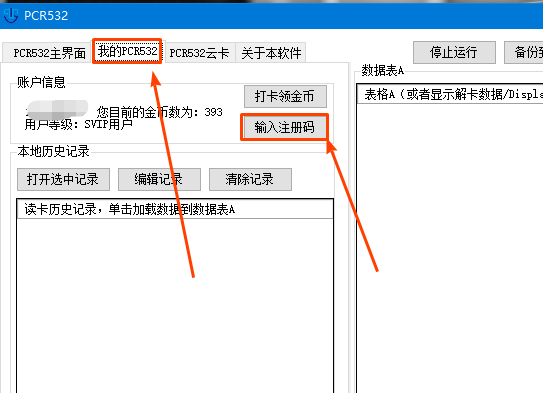 PCR532
PCR532主界面 我的PCR532 PCR532云卡 关于本软件
停止运行 备份到
账户信息
数据表A
打卡领金币
表格A（或者显示解卡数据/Displa
您目前的金币数为：393
用户等级：SVIP用户
输入注册码
本地历史记录
打开选中记录 编辑记录 清除记录
读卡历史记录，单击加载数据到数据表A